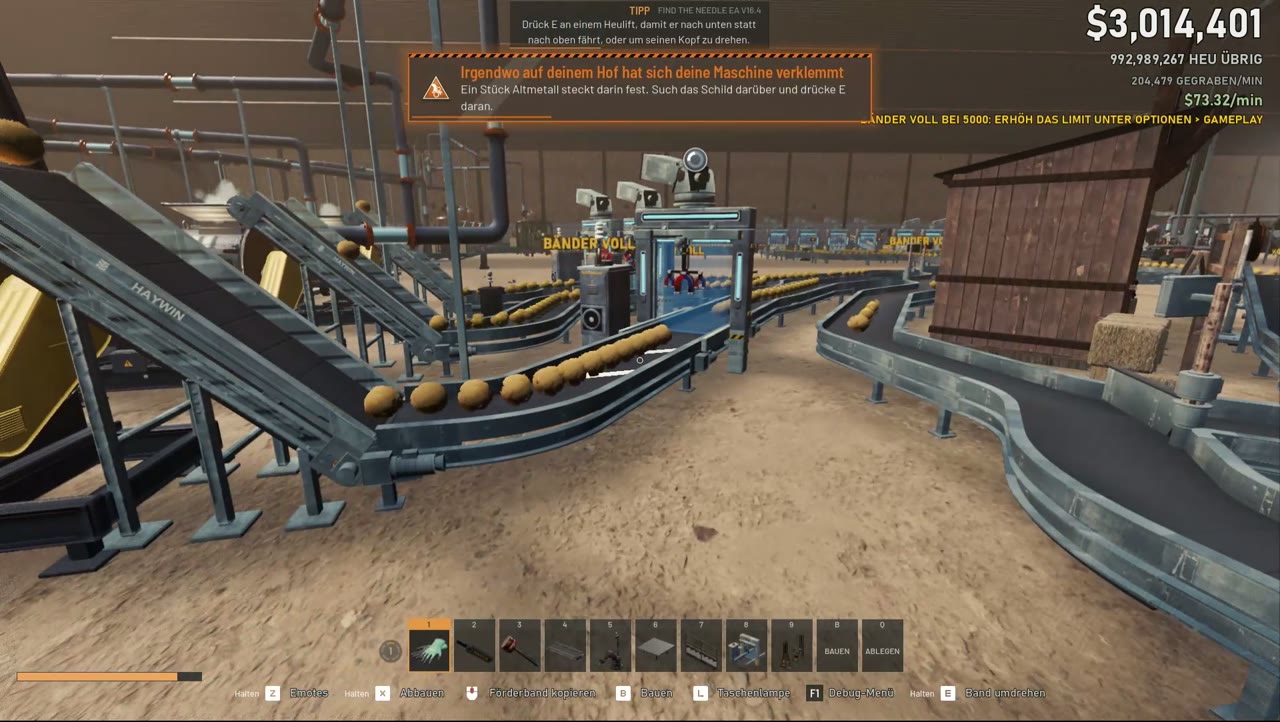 TIPP FIND THE NEEDLE EA V16.4
Drück E an einem Heulift, damit er nach unten statt
nach oben fährt, oder um seinen Kopf zu drehen.
$3,014,401
992,989,267 HEU ÜBRIG
204,479 GEGRABEN/MIN
$73.32/min
BÄNDER VOLL BEI 5000: ERHÖH DAS LIMIT UNTER OPTIONEN > GAMEPLAY
Irgendwo auf deinem Hof hat sich deine Maschine verklemmt
Ein Stück Altmetall steckt darin fest. Such das Schild darüber und drücke E
daran.
BÄNDER VOLL
BÄNDER VO
HAYWIN
1 2 3 4 5 6 7 8 9 B Q
1
BAUEN ABLEGEN
Halten Z Emotes Halten X Abbauen Förderband kopieren B Bauen L Taschenlampe F1 Debug-Menü Halten E Band umdrehen